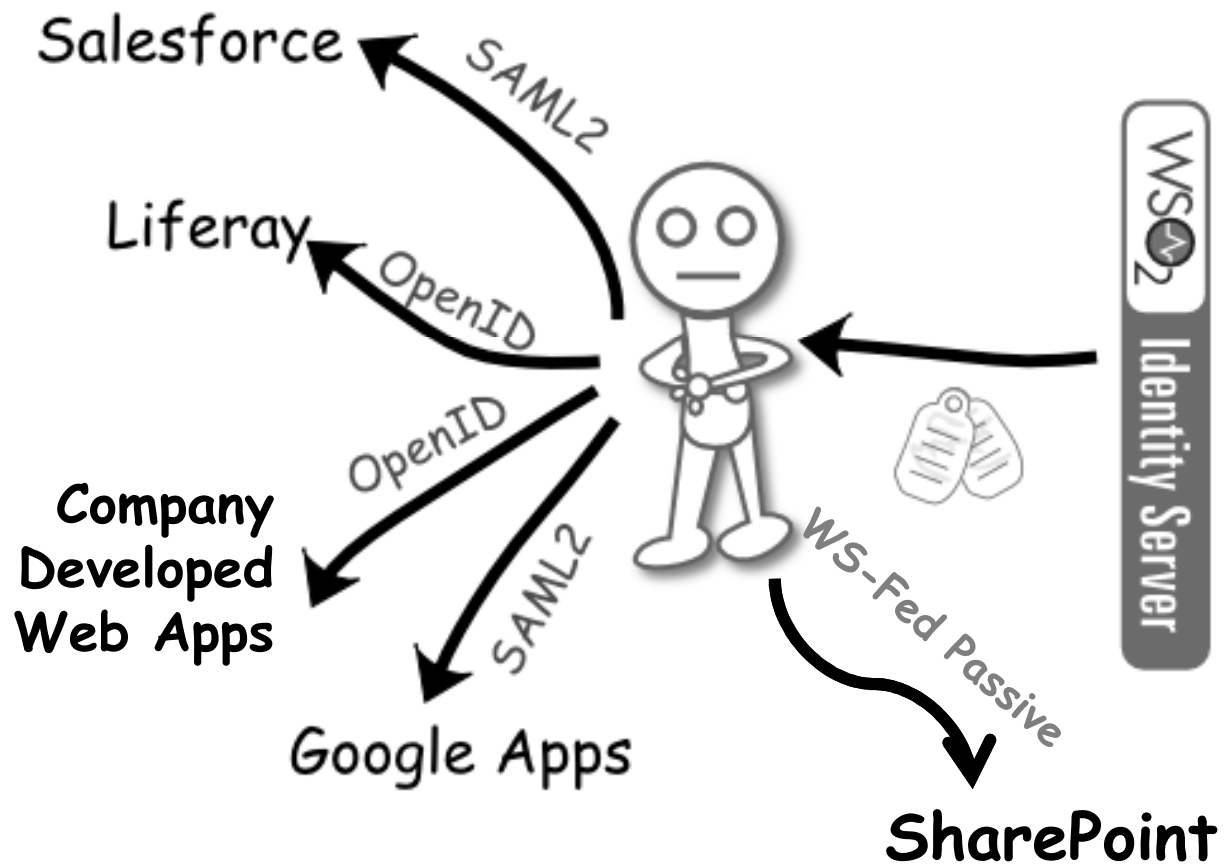 Salesforce
SAML2
Liferay
OpenID
WSO2
Identity Server
OpenID
Company
Developed
Web Apps
SAML2
WS-Fed Passive
Google Apps
SharePoint